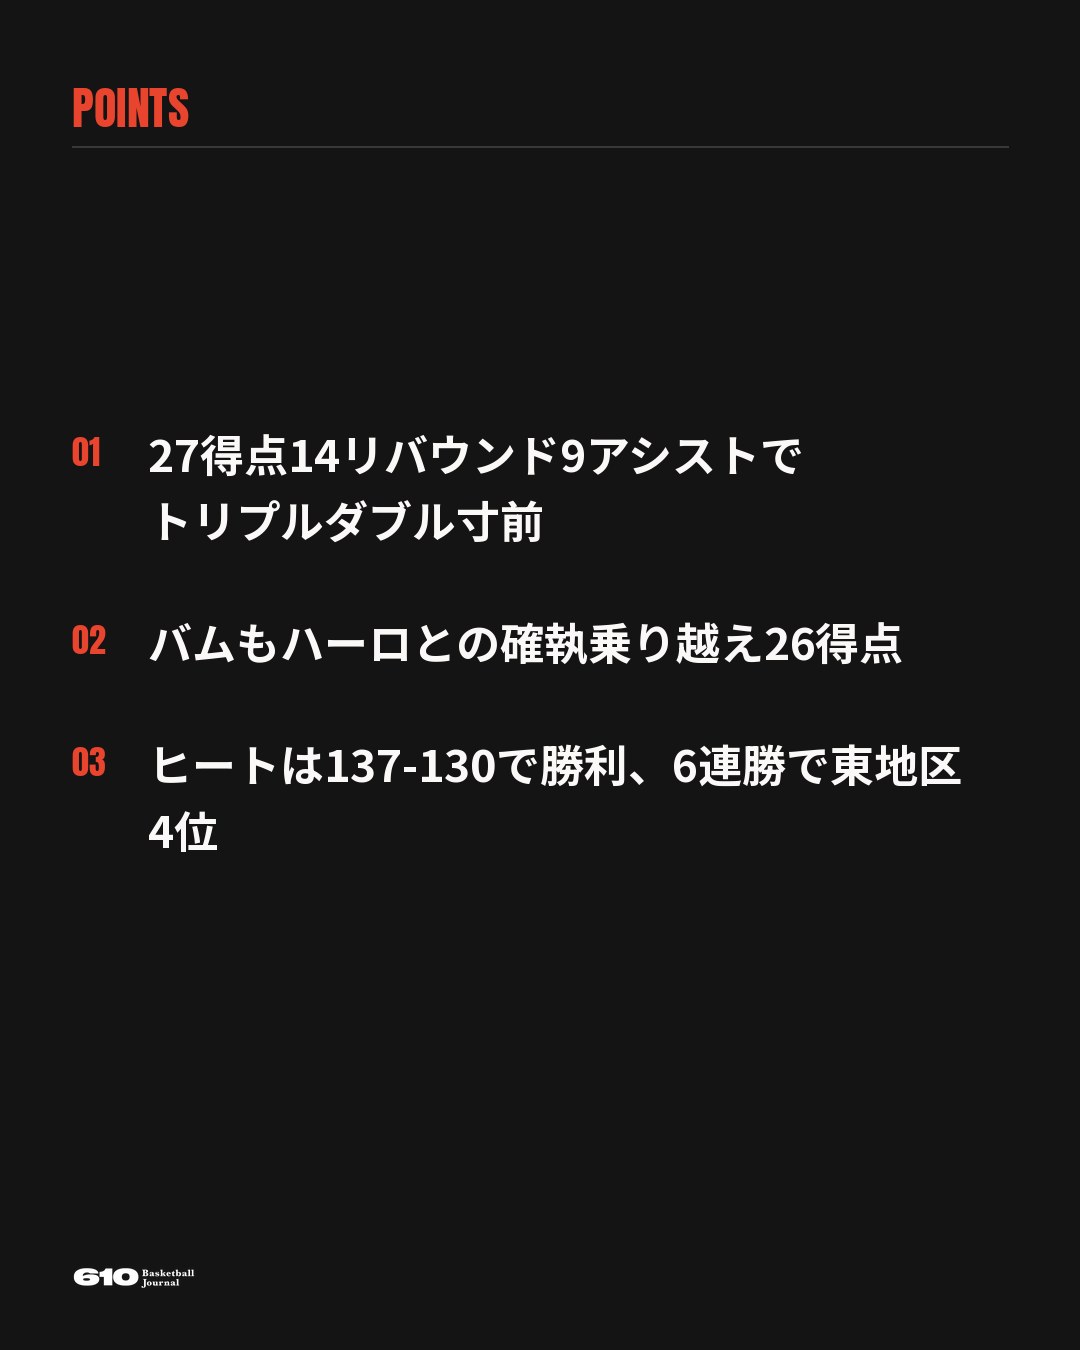 POINTS
01 27得点14リバウンド9アシストで
トリプルダブル寸前
02 バムもハーロとの確執乗り越え26得点
03 ヒートは137-130で勝利、6連勝で東地区
4位
610 Basketball
Journal